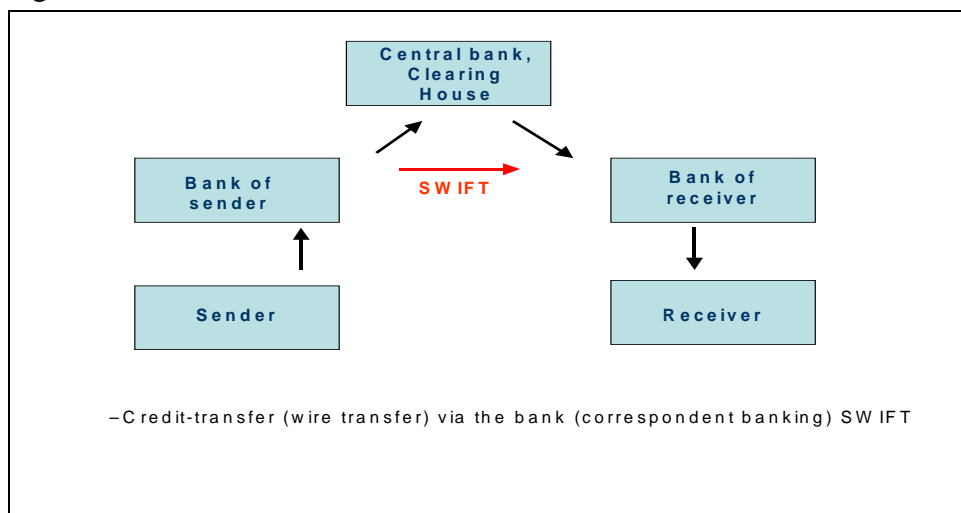 Central bank,
Clearing
House
Bank of
sender
SWIFT
Bank of
receiver
Sender
Receiver
–Credit-transfer (wire transfer) via the bank (correspondent banking) SWIFT